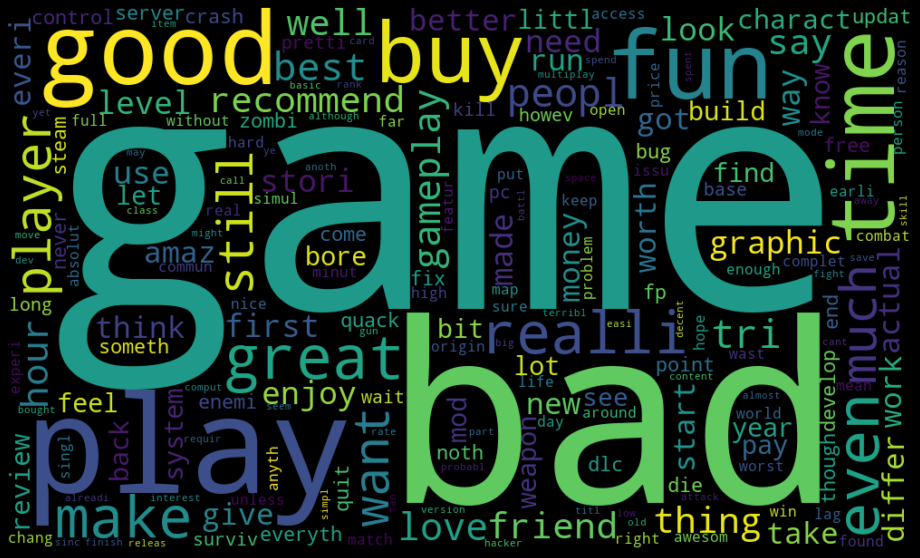 everi
control
server
crash
item
access
updat
good
buy
fun
better
littl
well
pretti
card
need
look
charact
say
best
run
spend
multiplay
price
way
know
reason
person
level
recommend
basic
rank
peopl
spent
yet
full
without
zombi
although
far
kill
howev
open
got
build
mode
free
time
player
steam
game
hard
ye
may
anoth
use
let
class
call
simul
stori
gameplay
put
space
pc
bug
issu
find
earli
never
real
featur
battl
keep
made
money
problem
worth
base
away
skill
move
dev
might
absolut
amaz
commun
still
come
bore
minut
fix
map
sure
enough
graphic
complet
combat
fight
save
long
nice
high
terribl
fp
end
actual
hour
think
someth
first
quack
gun
bit
origin
big
realli
easi
decent
hope
tri
wast
much
cant
mean
experi
great
lot
life
point
content
even
bought
comput
seem
enjoy
wait
new
see
around
day
start
almost
world
year
though
develop
work
feel
system
enemi
want
mod
part
weapon
noth
dlc
pay
worst
differ
review
singl
back
requir
rate
anyth
quit
probabl
bad
die
attack
play
alreadi
interest
unless
simpl
can
version
titl
low
old
lag
win
chang
make
give
everyth
love
friend
thing
take
found
sinc
finish
releas
surviv
match
hacker
right
awesom